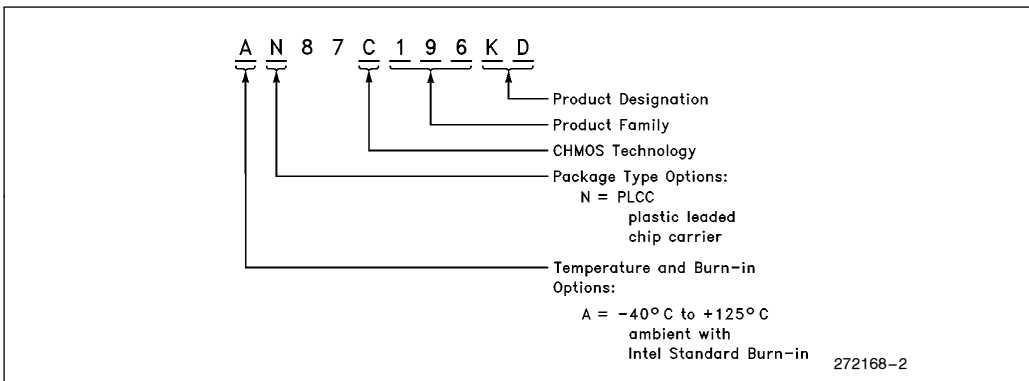 A N 8 7 C 1 9 6 K D
Product Designation
Product Family
CHMOS Technology
Package Type Options:
N = PLCC
plastic leaded
chip carrier
Temperature and Burn-in
Options:
A = -40° C to +125° C
ambient with
Intel Standard Burn-in
272168-2